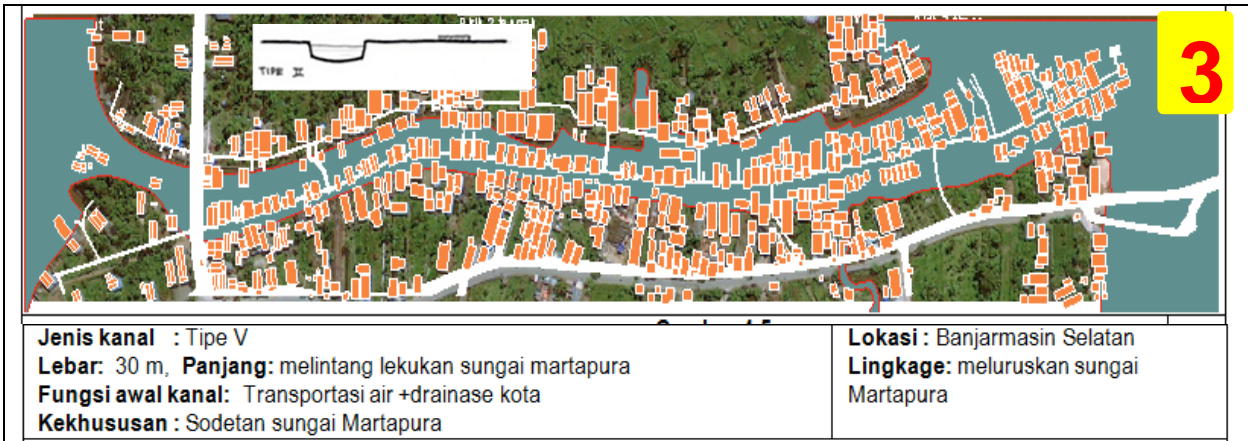 3
TIPE II
Jenis kanal : Tipe V
Lebar: 30 m, Panjang: melintang lekukan sungai martapura
Fungsi awal kanal: Transportasi air +drainase kota
Kekhususan : Sodetan sungai Martapura
Lokasi : Banjarmasin Selatan
Lingkage: meluruskan sungai
Martapura